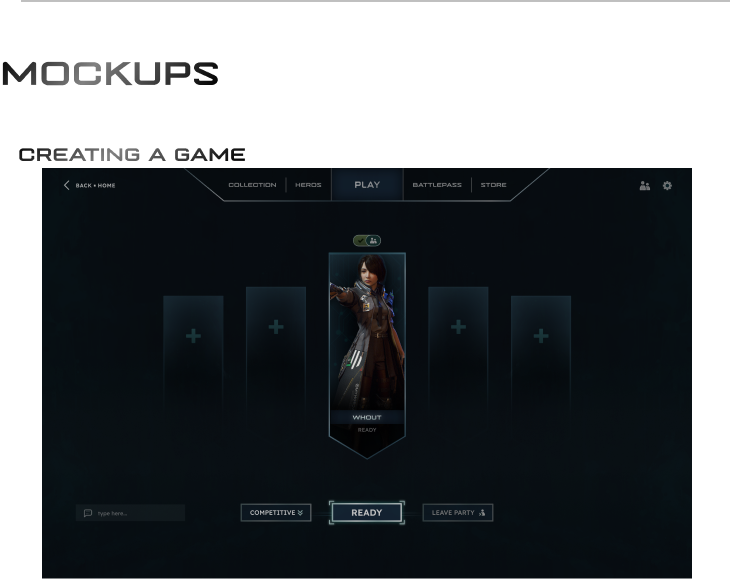 MOCKUPS
CREATING A GAME
BACK • HOME
COLLECTION
HEROS
PLAY
BATTLEPASS
STORE
WHOUT
READY
Type here...
COMPETITIVE
READY
LEAVE PARTY